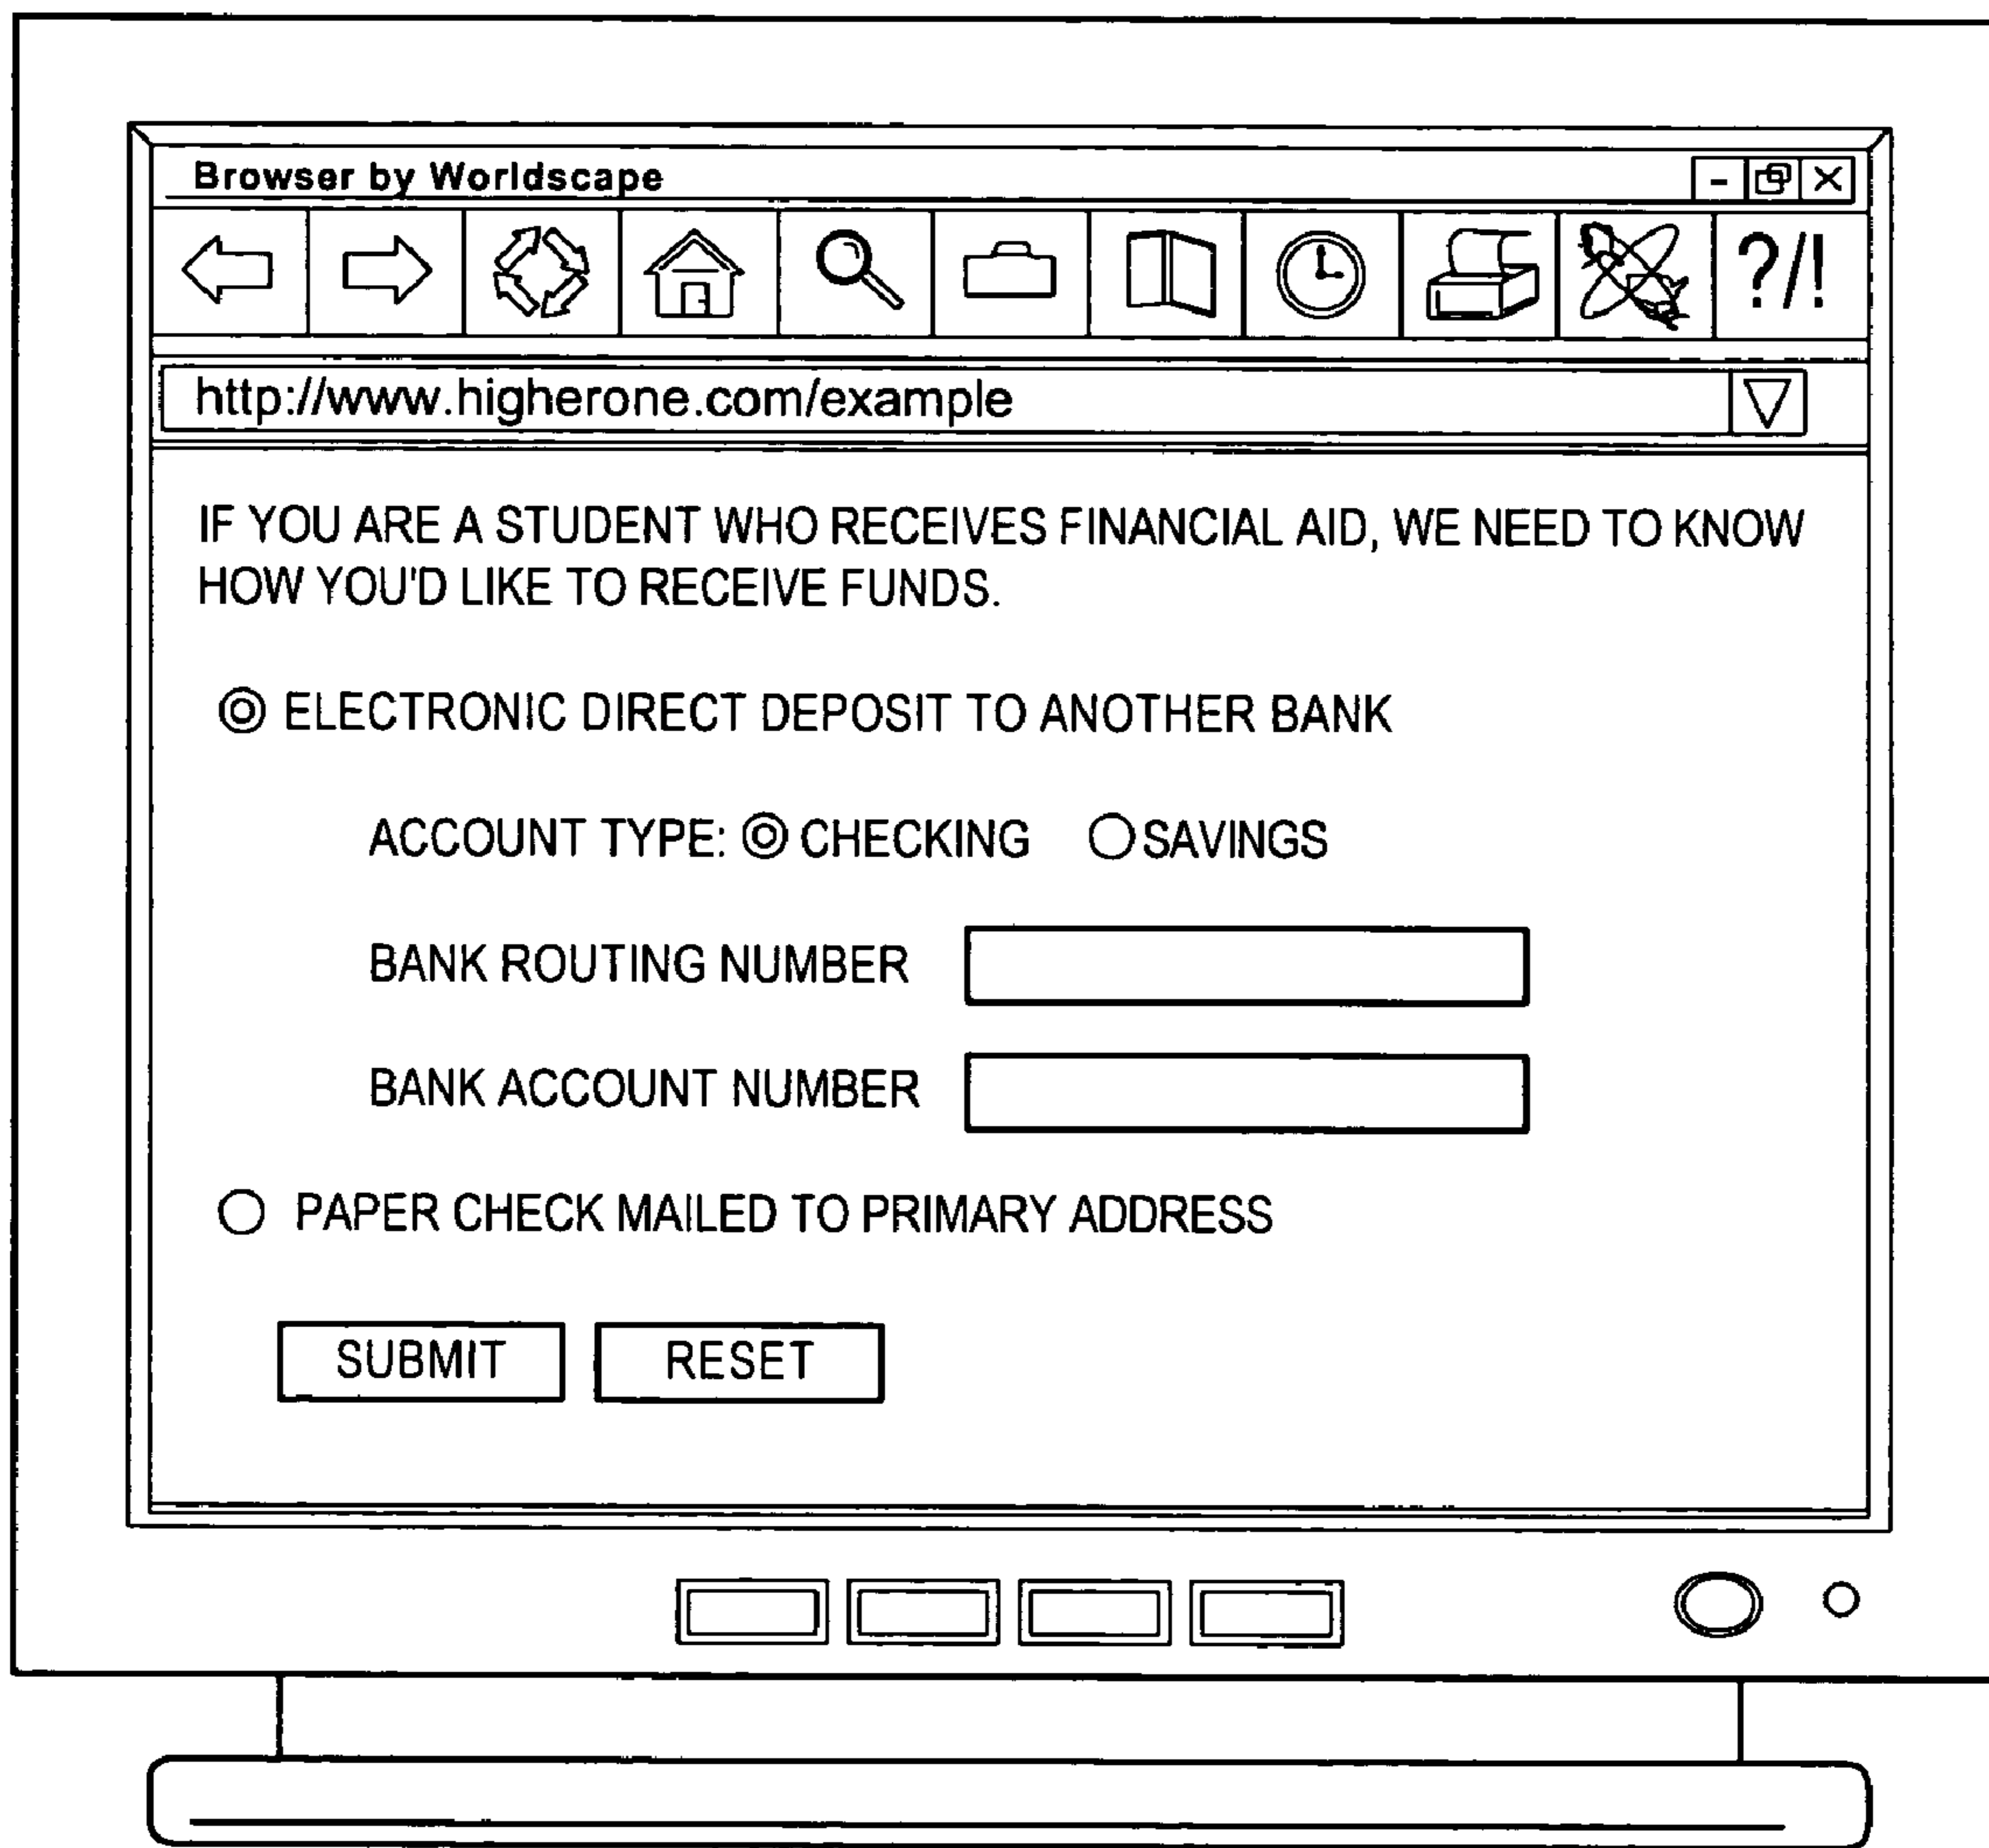 Browser by Worldscape
?/!
http://www.higherone.com/example
IF YOU ARE A STUDENT WHO RECEIVES FINANCIAL AID, WE NEED TO KNOW
HOW YOU'D LIKE TO RECEIVE FUNDS.
ELECTRONIC DIRECT DEPOSIT TO ANOTHER BANK
ACCOUNT TYPE: CHECKING SAVINGS
BANK ROUTING NUMBER
BANK ACCOUNT NUMBER
PAPER CHECK MAILED TO PRIMARY ADDRESS
SUBMIT RESET